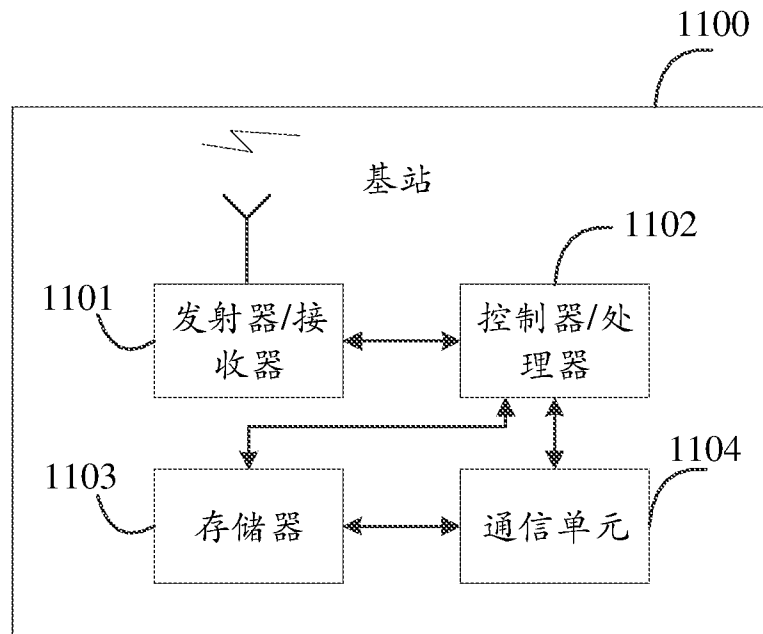 1100
基站
1102
1101
发射器/接
收器
控制器/处
理器
1103
存储器
通信单元
1104